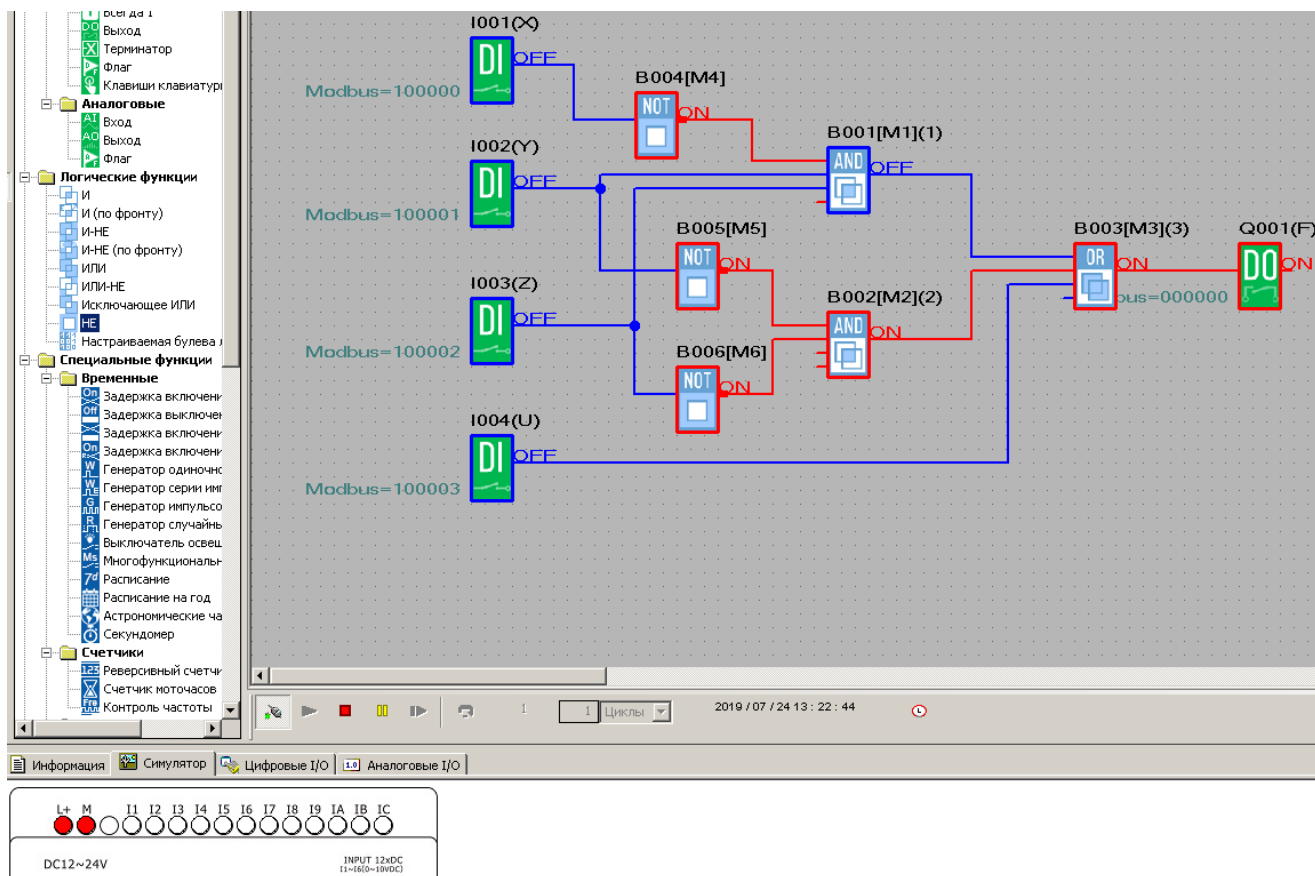 Всегда 1
Выход
Терминатор
Флаг
Клавиши клавиатуры
Аналоговые
Вход
Выход
Флаг
Логические функции
И
И (по фронту)
И-НЕ
И-НЕ (по фронту)
ИЛИ
ИЛИ-НЕ
Исключающее ИЛИ
НЕ
Настраиваемая булева л
Специальные функции
Временные
Задержка включени
Задержка выключен
Задержка включени
Задержка включени
Генератор одиночно
Генератор серии имп
Генератор импульсо
Генератор случайнь
Выключатель освещ
Многофункциональн
Расписание
Расписание на год
Астрономические ча
Секундомер
Счетчики
Реверсивный счетчи
Счетчик моточасов
Контроль частоты
I001(X)
DI OFF
Modbus=100000
B004[M4]
NOT ON
I002(Y)
DI OFF
Modbus=100001
B001[M1](1)
AND OFF
B005[M5]
NOT ON
B003[M3](3)
OR ON
bus=000000
Q001(F)
DO ON
I003(Z)
DI OFF
Modbus=100002
B002[M2](2)
AND ON
B006[M6]
NOT ON
I004(U)
DI OFF
Modbus=100003
1 1 Циклы 2019 / 07 / 24 13 : 22 : 44
Информация Симулятор Цифровые I/O Аналоговые I/O
L+ M I1 I2 I3 I4 I5 I6 I7 I8 I9 IA IB IC
DC12~24V
INPUT 12xDC
I1~I6(0~10VDC)